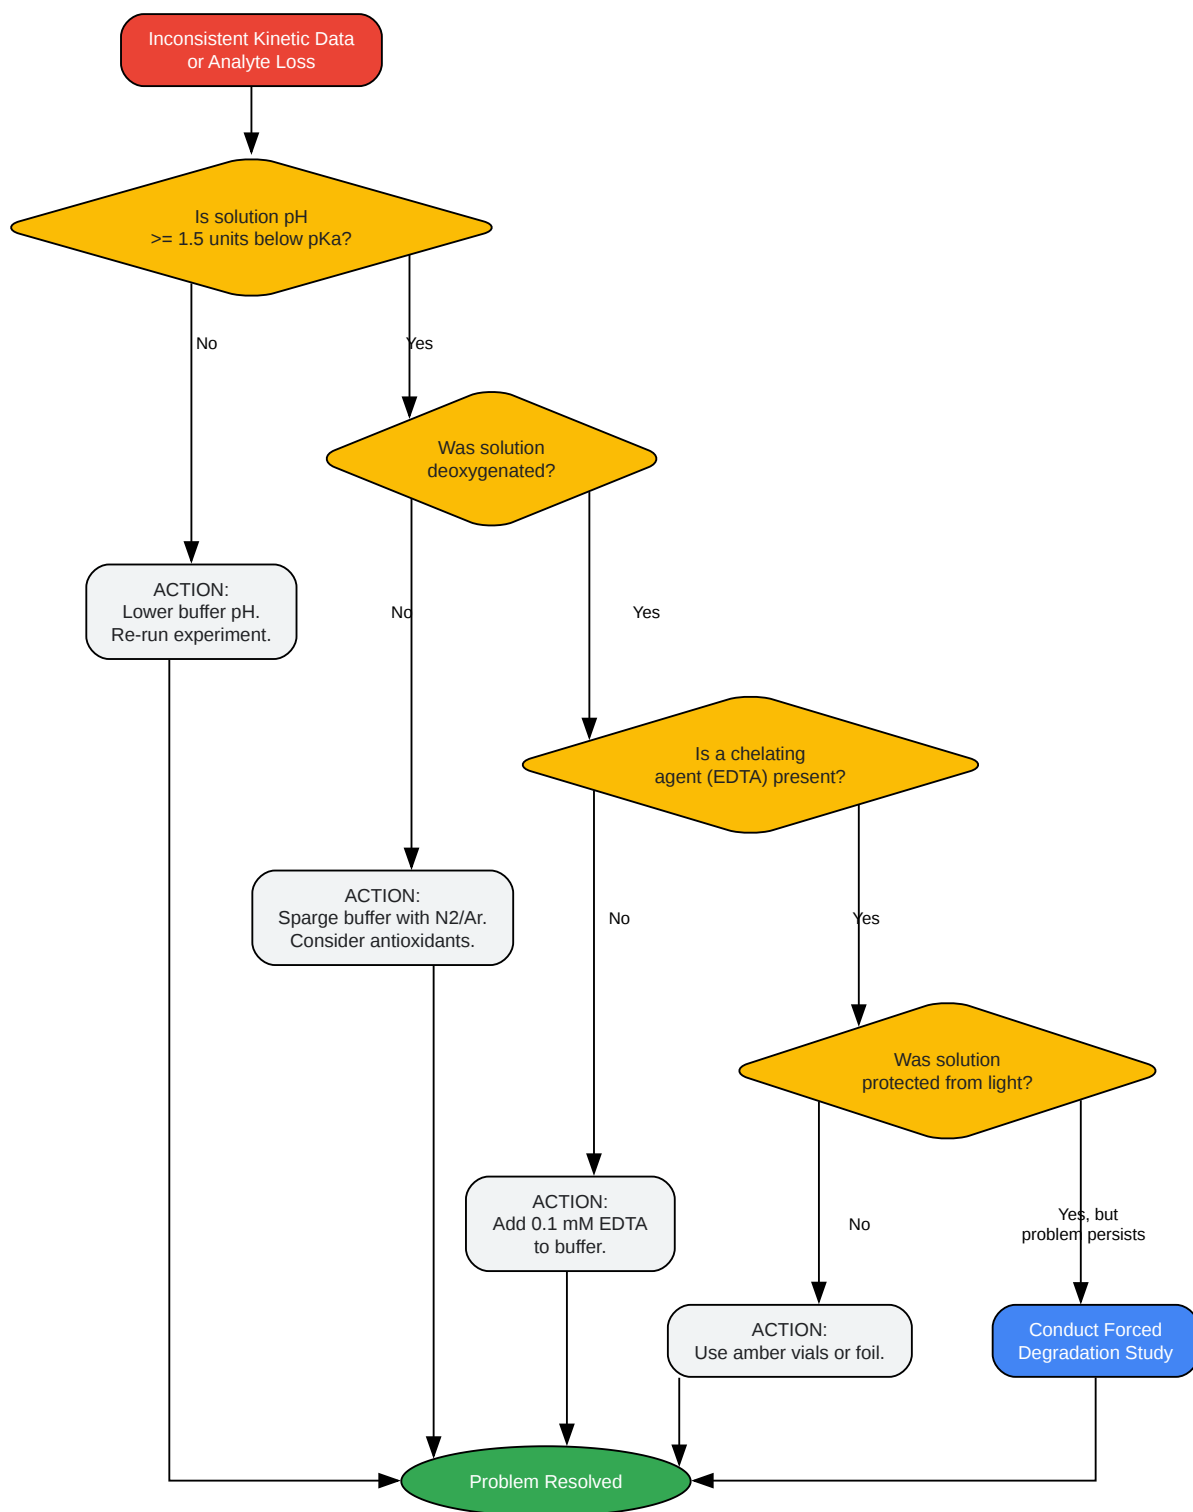 Inconsistent Kinetic Data
or Analyte Loss
Is solution pH
>= 1.5 units below pKa?
No
Yes
Was solution
deoxygenated?
ACTION:
Lower buffer pH.
Re-run experiment.
No
Yes
Is a chelating
agent (EDTA) present?
ACTION:
Sparge buffer with N2/Ar.
Consider antioxidants.
No
Yes
Was solution
protected from light?
ACTION:
Add 0.1 mM EDTA
to buffer.
No
Yes, but
problem persists
ACTION:
Use amber vials or foil.
Conduct Forced
Degradation Study
Problem Resolved